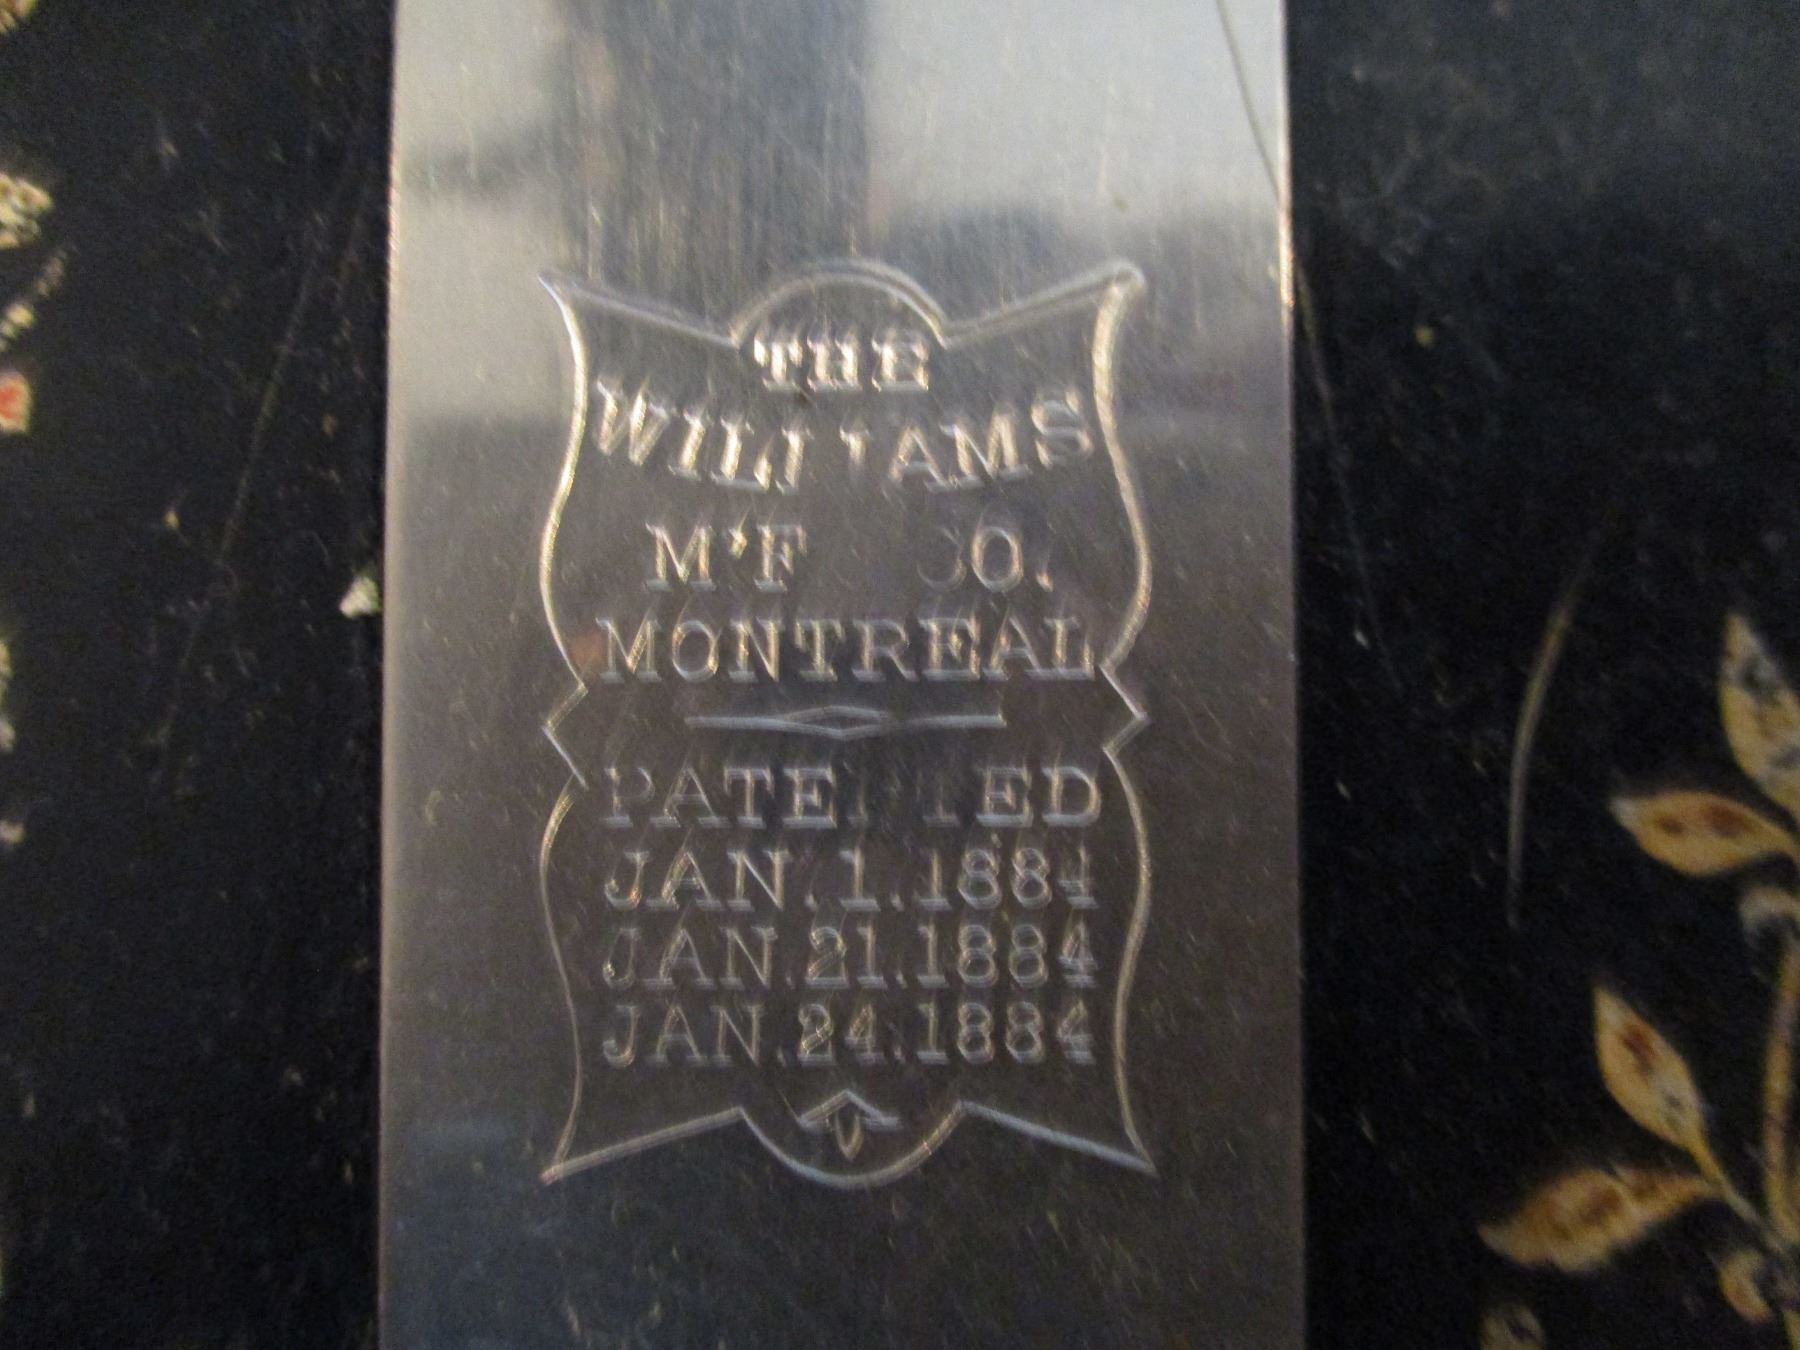 THE
WILLIAMS
M'F CO.
MONTREAL
PATENTED
JAN.1.1884
JAN.21.1884
JAN.24.1884